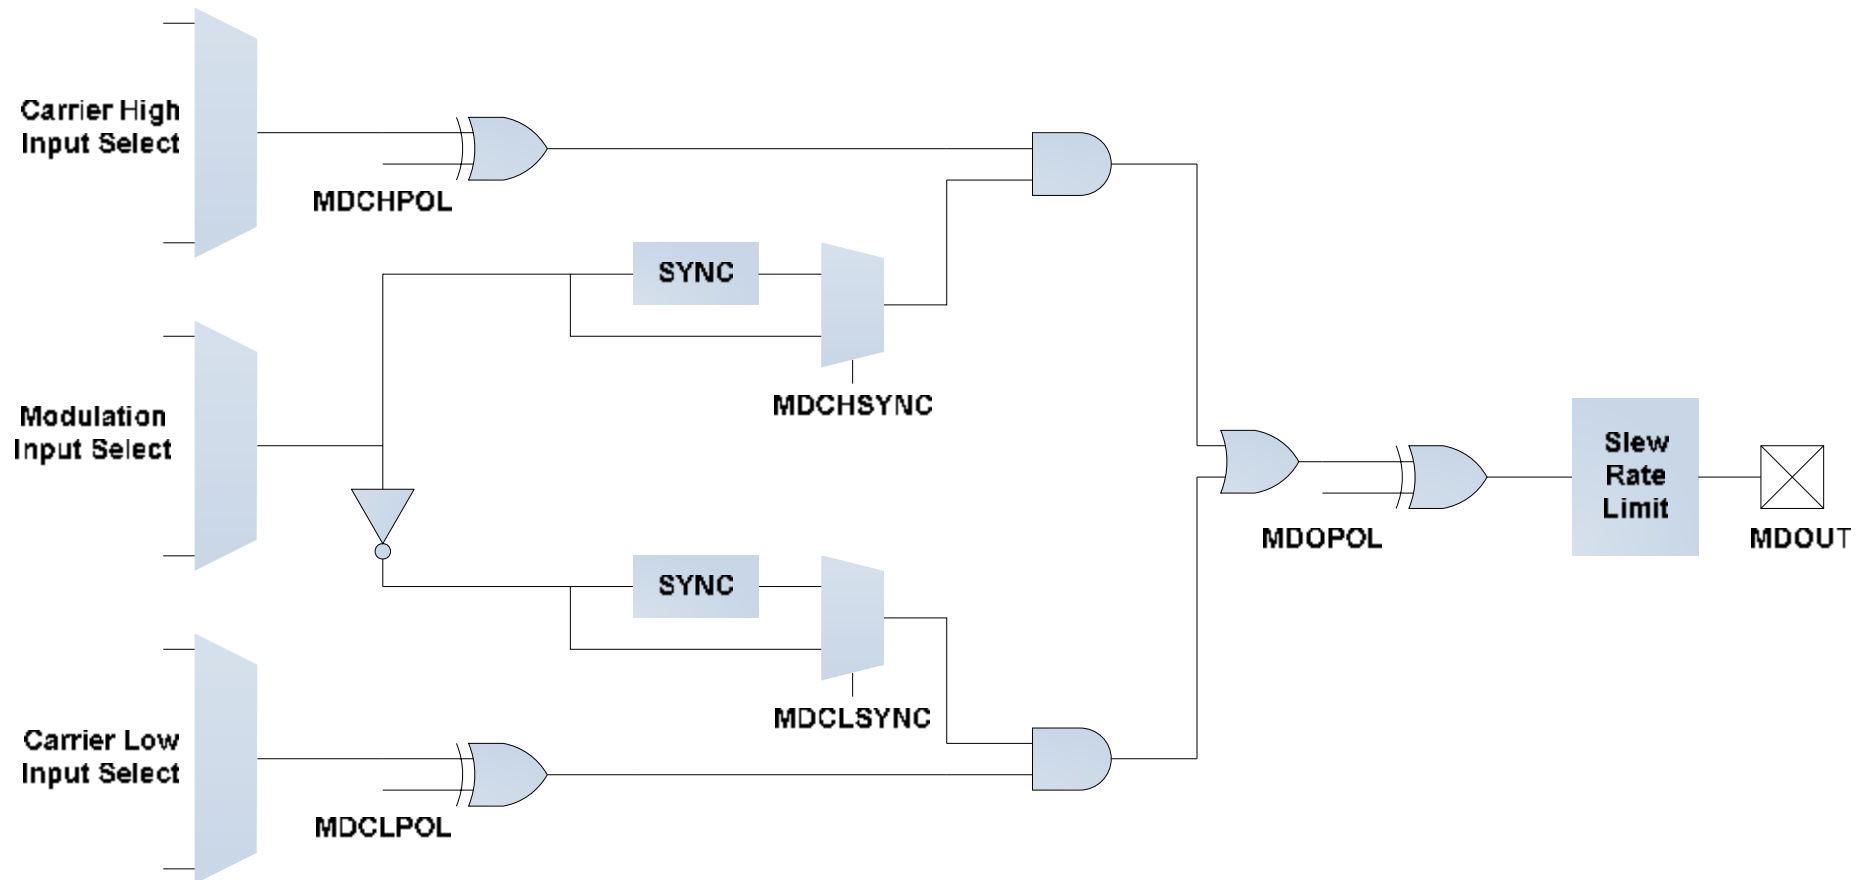 Carrier High
Input Select
MDCHPOL
SYNC
MDCHSYNC
Modulation
Input Select
Slew
Rate
Limit
MDOPOL
MDOUT
SYNC
MDCLSYNC
Carrier Low
Input Select
MDCLPOL